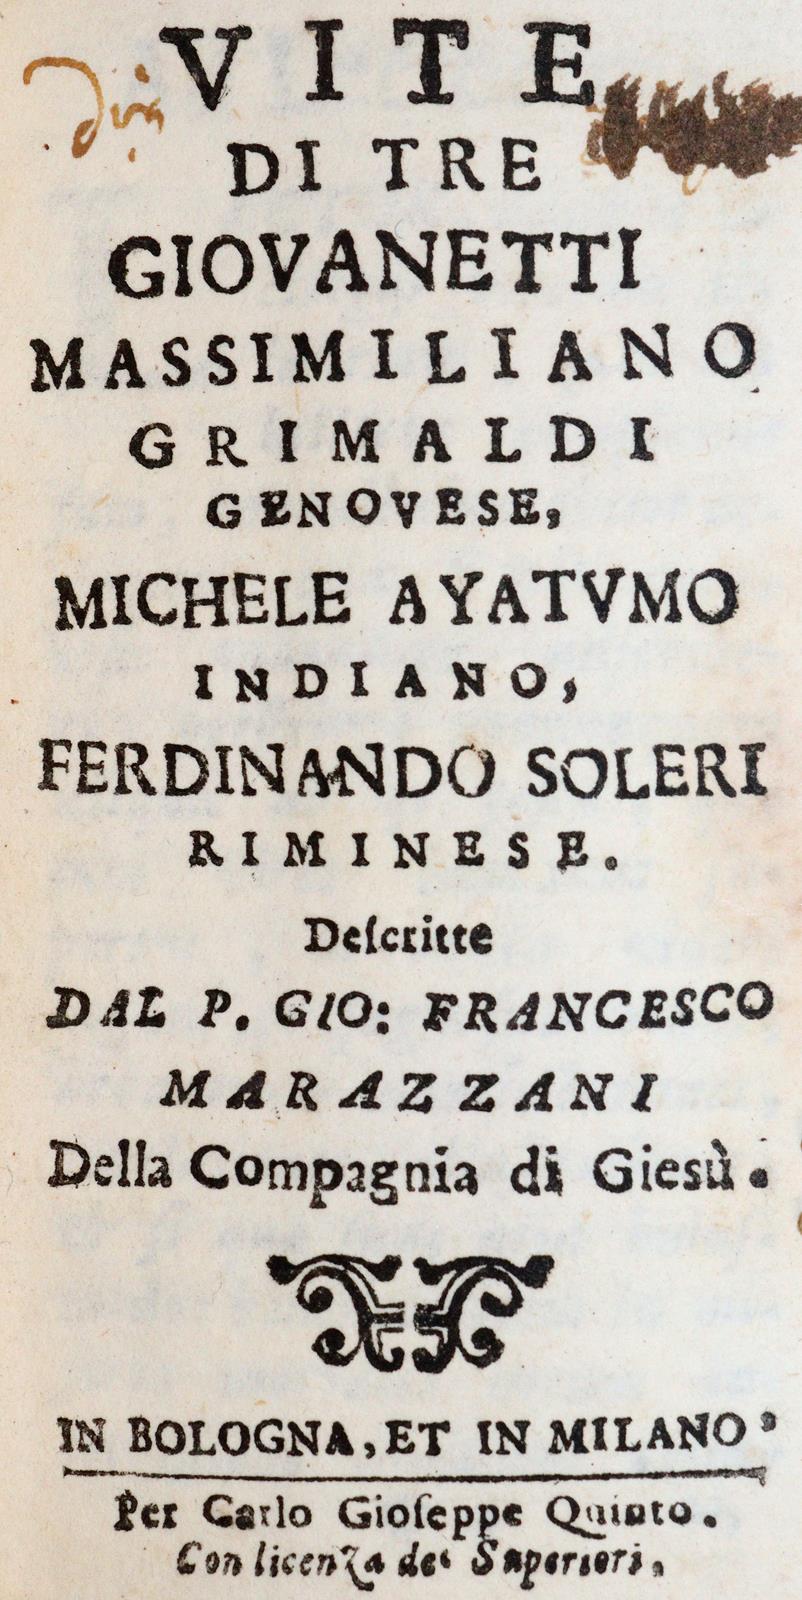 VITE
DI TRE
GIOVANETTI
MASSIMILIANO
GRIMALDI
GENOVESE,
MICHELE AYATVMO
INDIANO,
FERDINANDO SOLERI
RIMINESE.
Deſcritte
DAL P. GIO: FRANCESCO
MARAZZANI
Della Compagnia di Giesù.
IN BOLOGNA, ET IN MILANO,
Per Carlo Gioſeppe Quinto.
Con licenza de' Superiori.